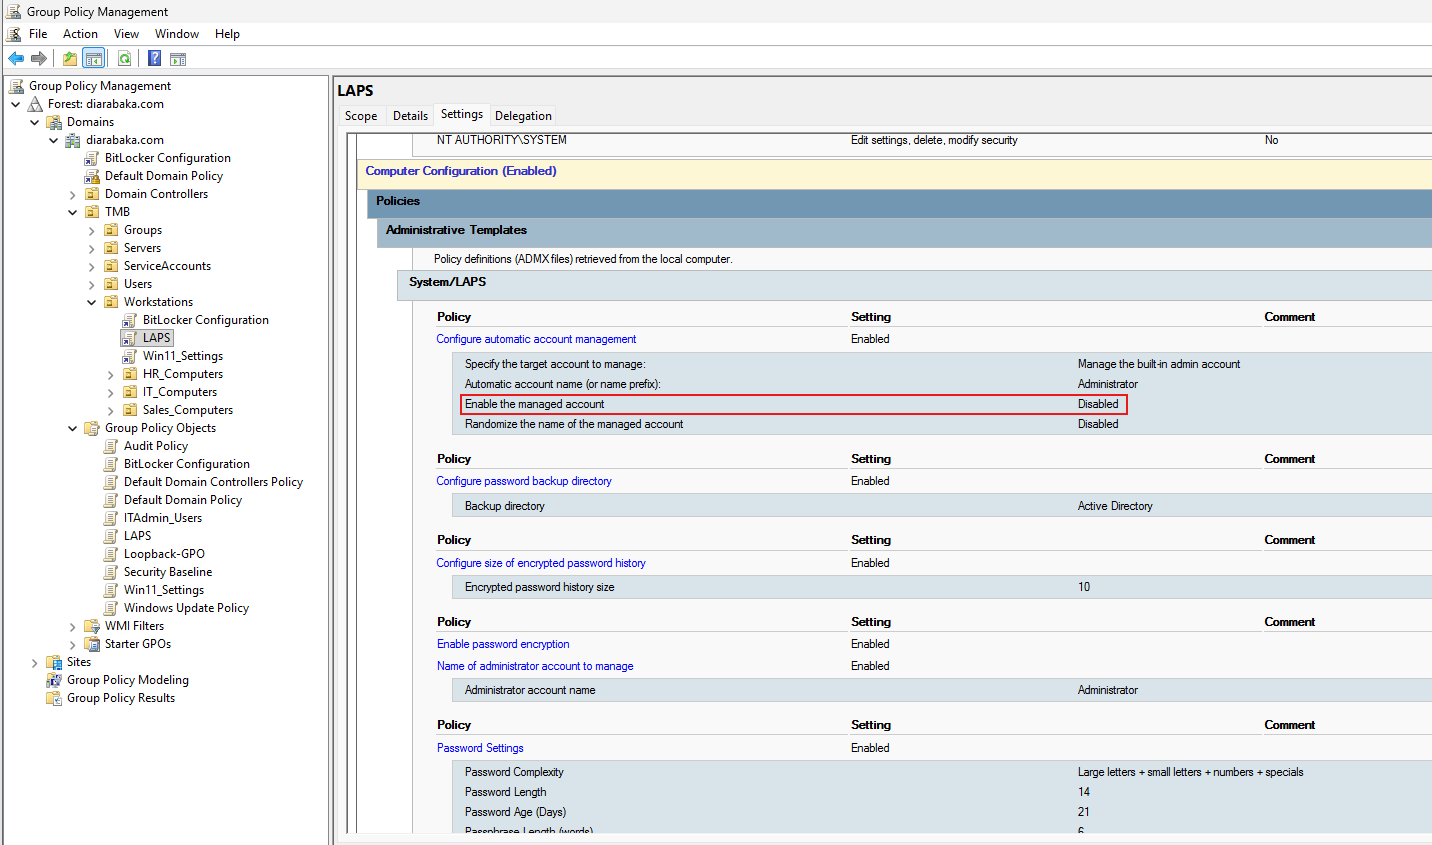 Group Policy Management
File Action View Window Help
Group Policy Management
Forest: diarabaka.com
Domains
diarabaka.com
BitLocker Configuration
Default Domain Policy
Domain Controllers
TMB
Groups
Servers
ServiceAccounts
Users
Workstations
BitLocker Configuration
LAPS
Win11_Settings
HR_Computers
IT_Computers
Sales_Computers
Group Policy Objects
Audit Policy
BitLocker Configuration
Default Domain Controllers Policy
Default Domain Policy
ITAdmin_Users
LAPS
Loopback-GPO
Security Baseline
Win11_Settings
Windows Update Policy
WMI Filters
Starter GPOs
Sites
Group Policy Modeling
Group Policy Results
LAPS
Scope Details Settings Delegation
NT AUTHORITY\SYSTEM Edit settings, delete, modify security No
Computer Configuration (Enabled)
Policies
Administrative Templates
Policy definitions (ADMX files) retrieved from the local computer.
System/LAPS
Policy Setting Comment
Configure automatic account management Enabled
Specify the target account to manage: Manage the built-in admin account
Automatic account name (or name prefix): Administrator
Enable the managed account Disabled
Randomize the name of the managed account Disabled
Policy Setting Comment
Configure password backup directory Enabled
Backup directory Active Directory
Policy Setting Comment
Configure size of encrypted password history Enabled
Encrypted password history size 10
Policy Setting Comment
Enable password encryption Enabled
Name of administrator account to manage Enabled
Administrator account name Administrator
Policy Setting Comment
Password Settings Enabled
Password Complexity Large letters + small letters + numbers + specials
Password Length 14
Password Age (Days) 21
Passphrase Length (words) 6